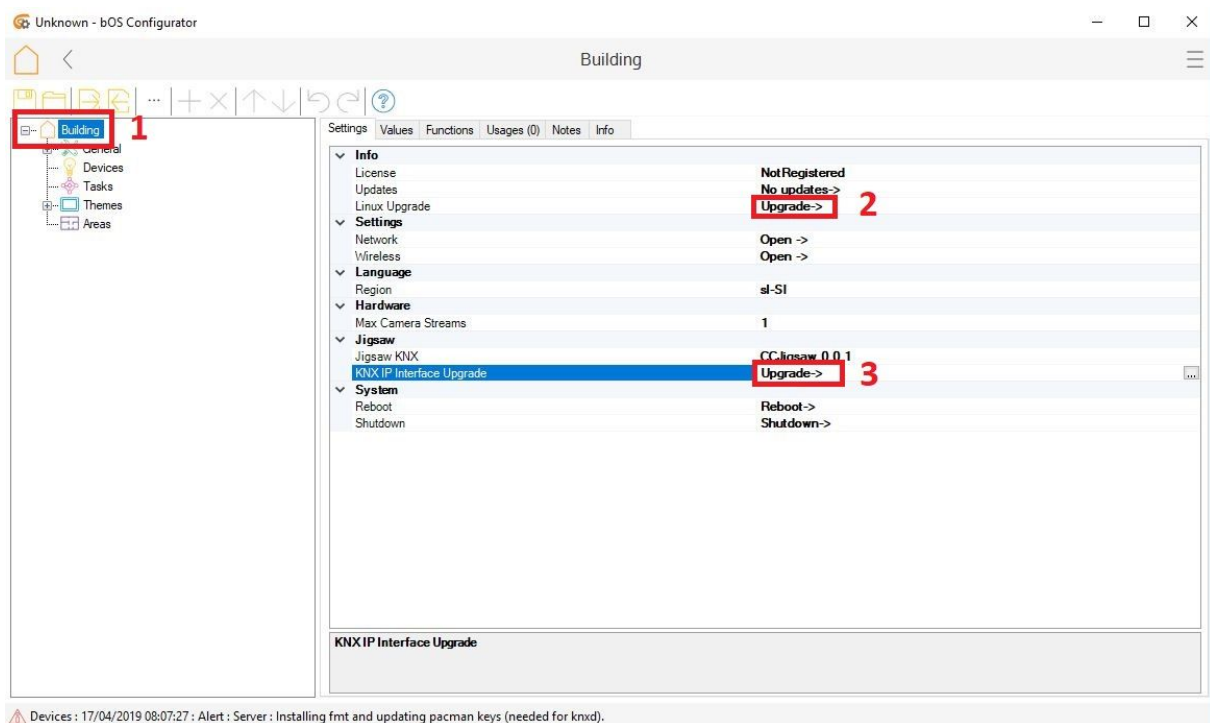 Unknown - bOS Configurator
Building
Building 1
General
Devices
Tasks
Themes
Areas
Settings Values Functions Usages (0) Notes Info
Info
License NotRegistered
Updates No updates->
Linux Upgrade Upgrade-> 2
Settings
Network Open ->
Wireless Open ->
Language
Region sl-SI
Hardware
Max Camera Streams 1
Jigsaw
Jigsaw KNX CCJigsaw_0.0.1
KNX IP Interface Upgrade Upgrade-> 3 ...
System
Reboot Reboot->
Shutdown Shutdown->
KNX IP Interface Upgrade
Devices : 17/04/2019 08:07:27 : Alert : Server : Installing fmt and updating pacman keys (needed for knxd).